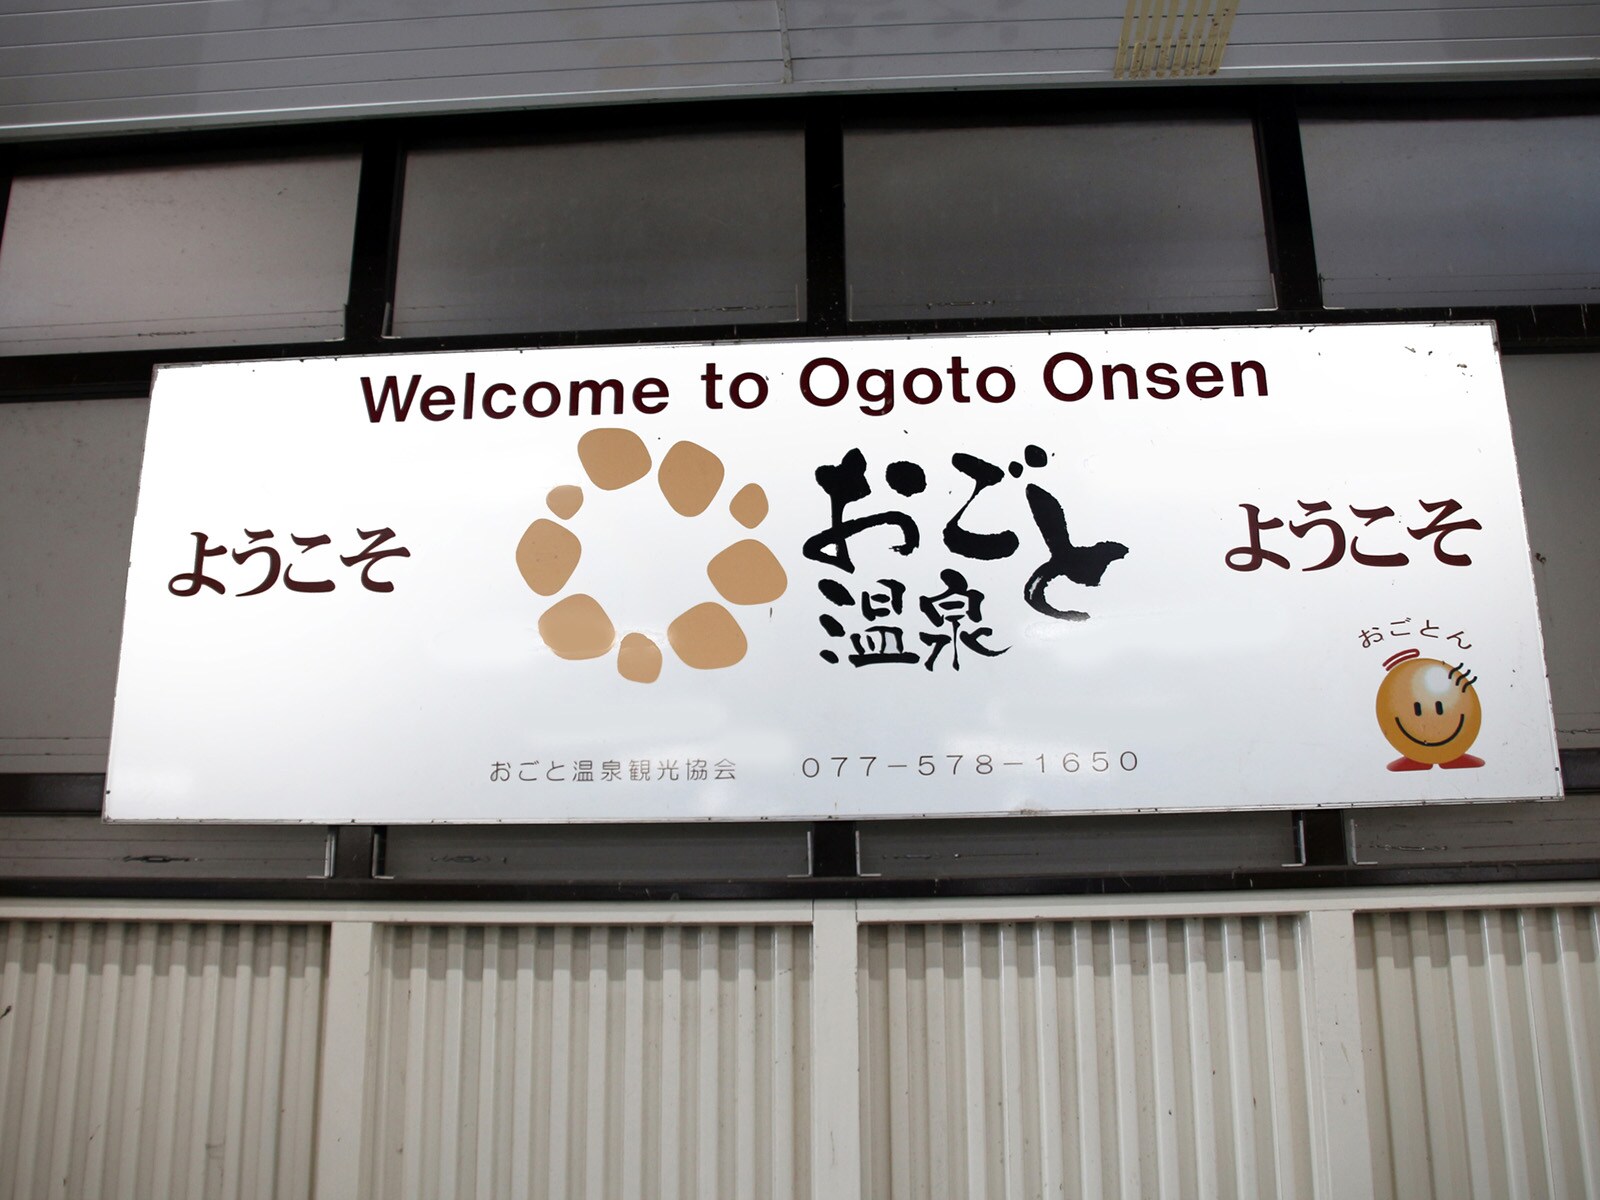 Welcome to Ogoto Onsen
ようこそ
おごと
温泉
ようこそ
おごとん
おごと温泉観光協会 077-578-1650